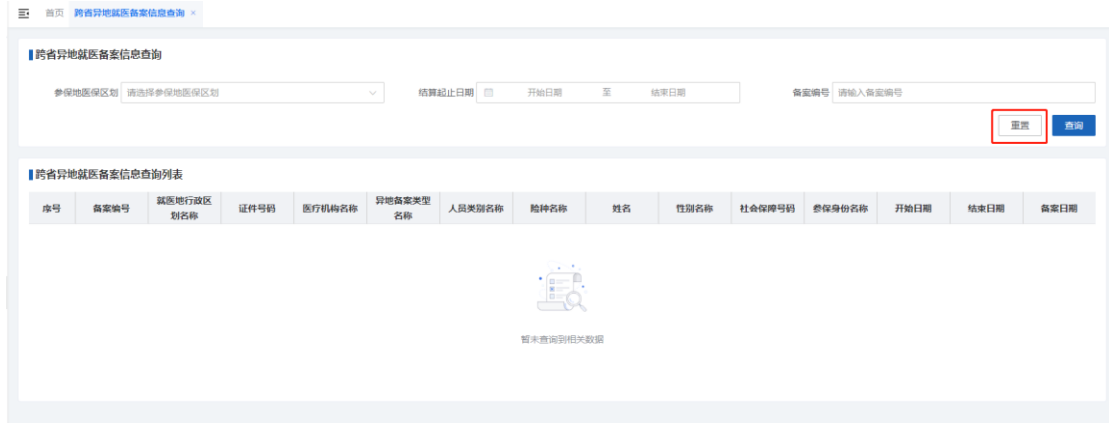 首页 跨省异地就医备案信息查询 ×
跨省异地就医备案信息查询
参保地医保区划 请选择参保地医保区划 结算起止日期 开始日期 至 结束日期 备案编号 请输入备案编号
重置 查询
跨省异地就医备案信息查询列表
序号 备案编号 就医地行政区划名称 证件号码 医疗机构名称 异地备案类型名称 人员类别名称 险种名称 姓名 性别名称 社会保障号码 参保身份名称 开始日期 结束日期 备案日期
暂未查询到相关数据